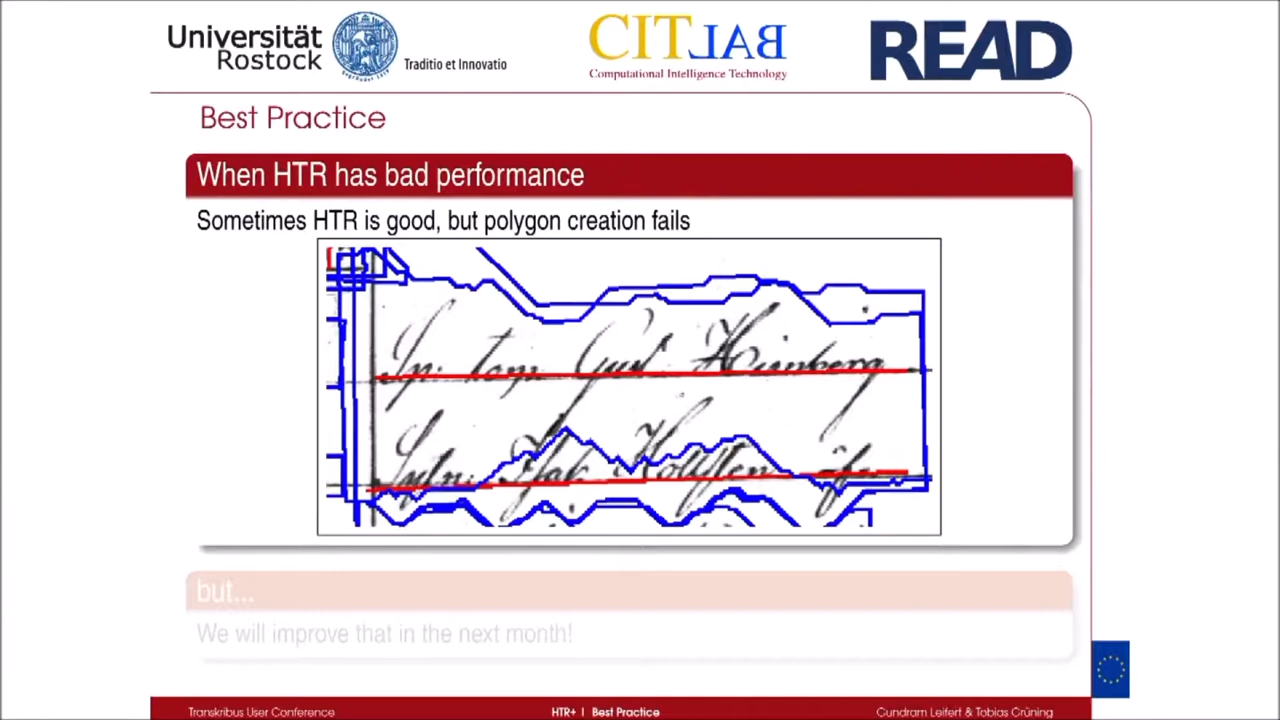 Universität
Rostock
Traditio et Innovatio
CITlAB
Computational Intelligence Technology
READ
Best Practice
When HTR has bad performance
Sometimes HTR is good, but polygon creation fails
Hienberg
but...
We will improve that in the next month!
Transkribus User Conference
HTR+ | Best Practice
Gundram Leifert & Tobias Grüning